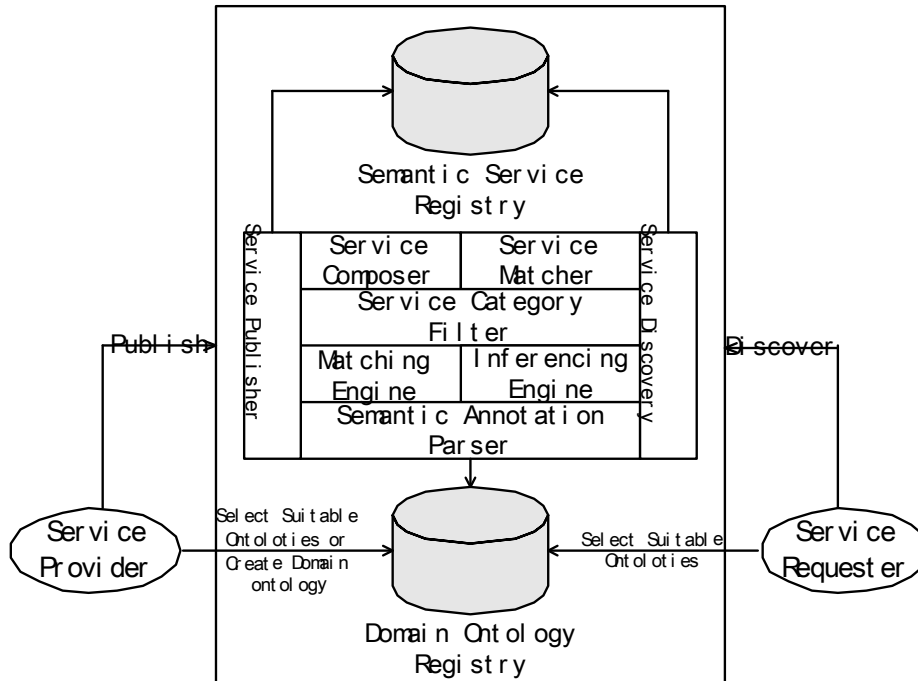 Semantic Service
Registry
Service Publisher
Service
Composer
Service
Matcher
Service Discovery
Service Category
Filter
Matching
Engine
Inferencing
Engine
Semantic Annotation
Parser
Publish
Discover
Service
Provider
Select Suitable
Ontoloties or
Create Domain
ontology
Select Suitable
Ontoloties
Service
Requester
Domain Ontology
Registry